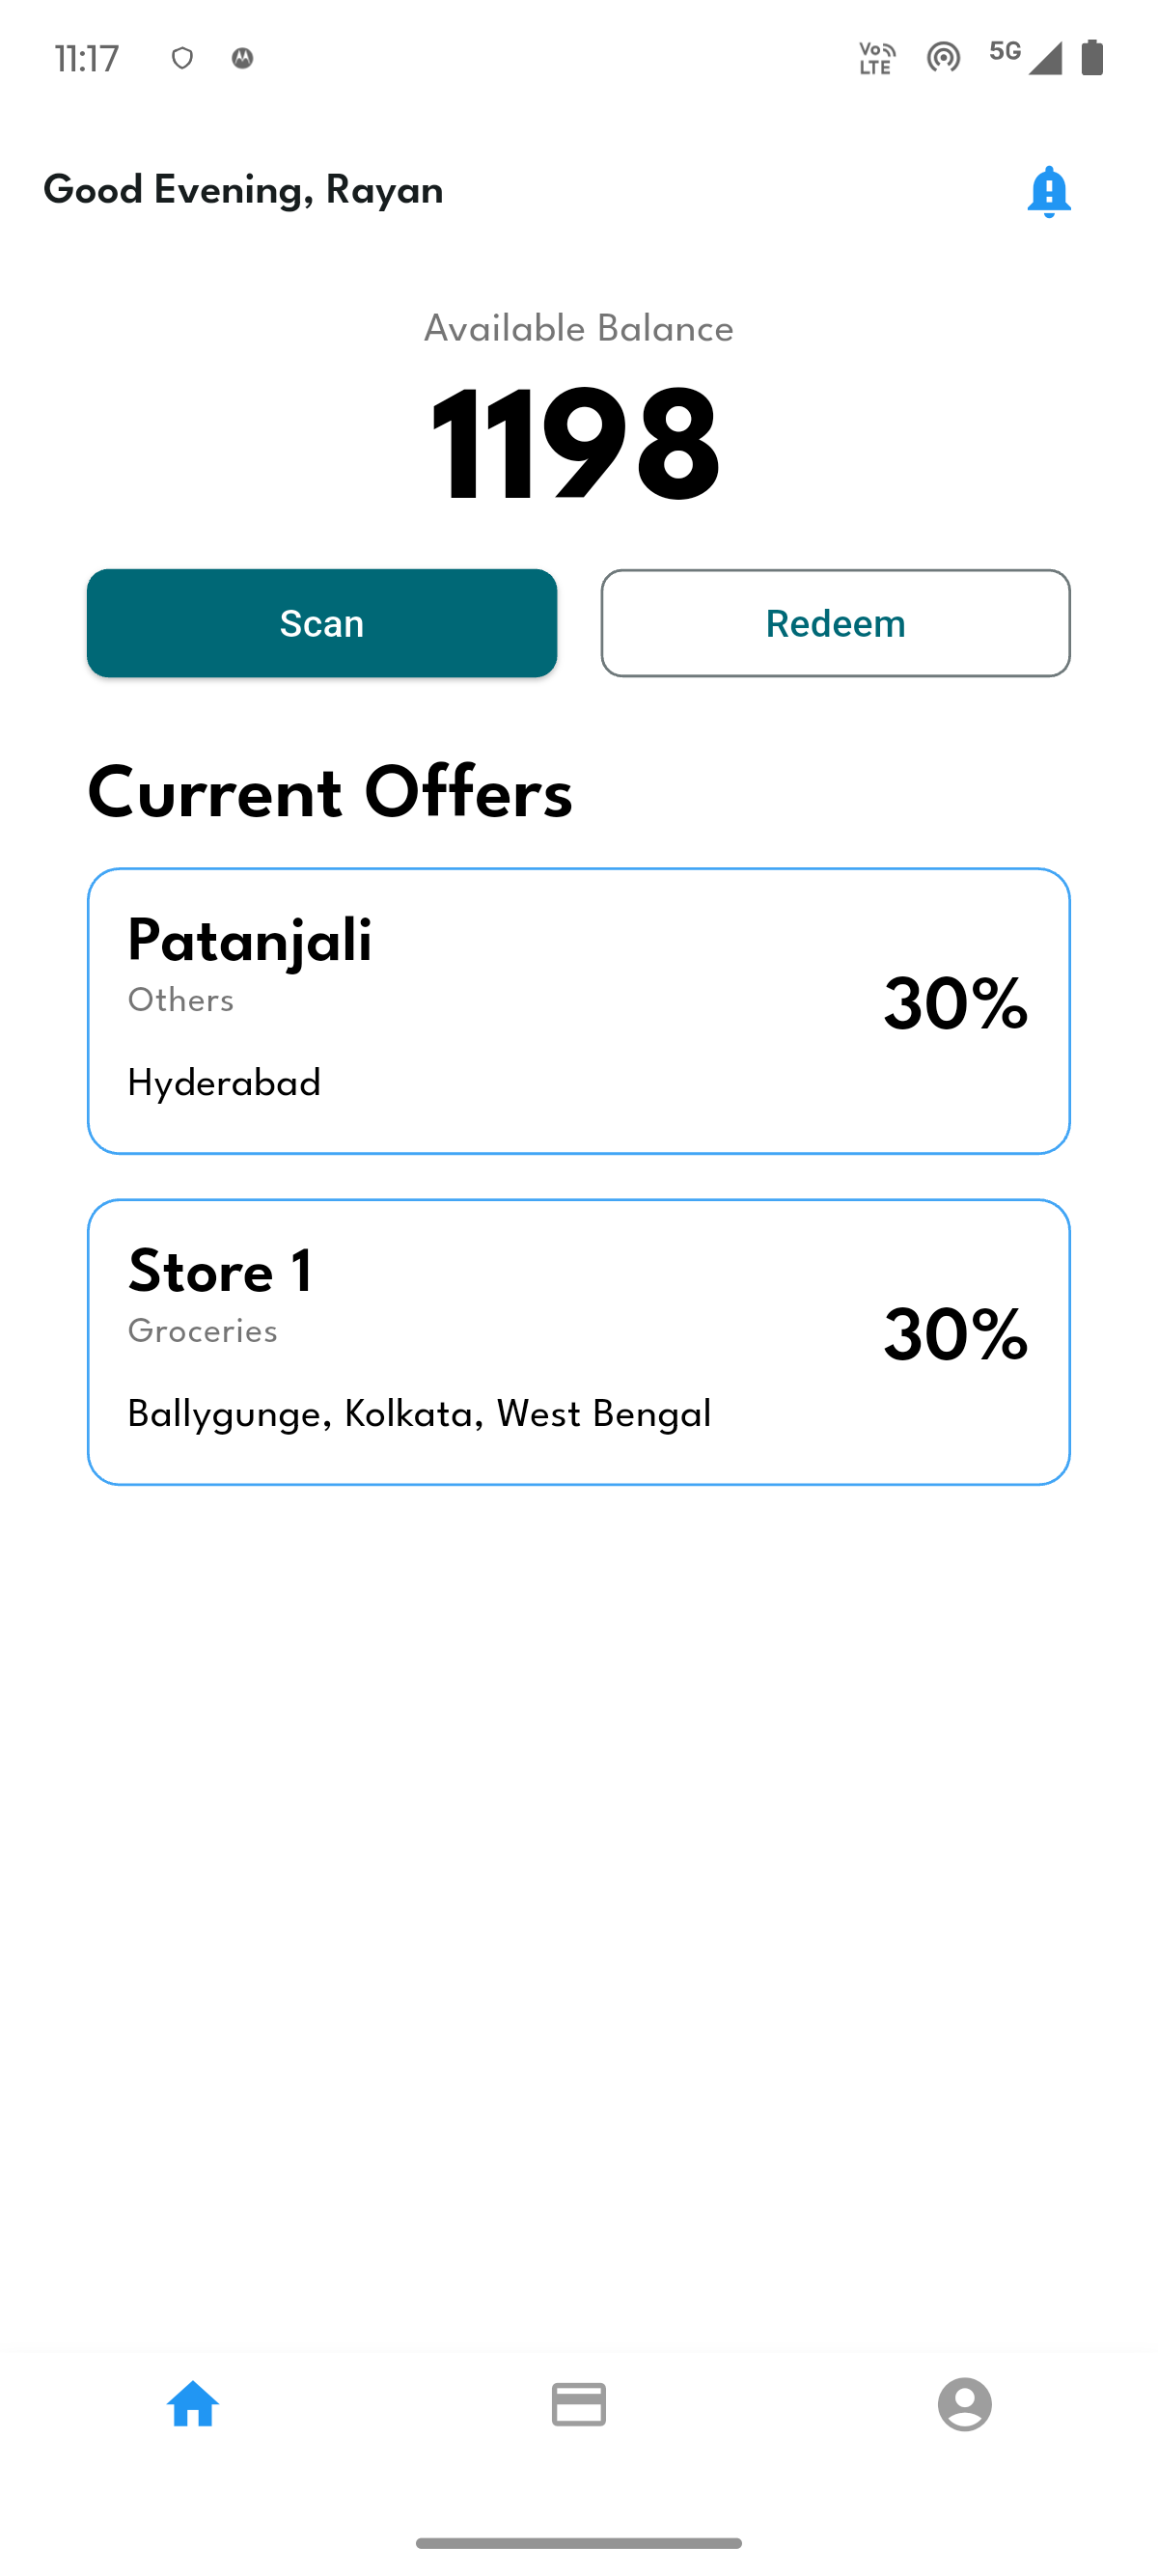 11:17
Vo LTE 5G
Good Evening, Rayan
Available Balance
1198
Scan Redeem
Current Offers
Patanjali
Others
30%
Hyderabad
Store 1
Groceries
30%
Ballygunge, Kolkata, West Bengal